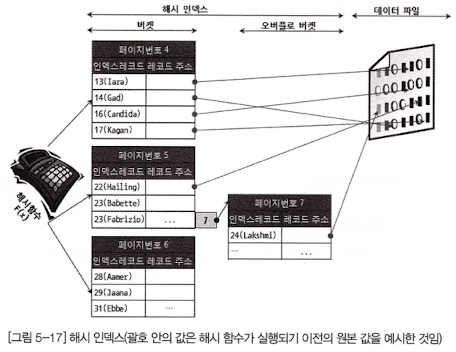 해시 인덱스
데이터 파일
버켓
오버플로 버켓
페이지번호 4
인덱스레코드 레코드 주소
13(Iara)
14(Gad)
16(Candida)
17(Kagan)
페이지번호 5
인덱스레코드 레코드 주소
22(Hailing)
23(Babette)
23(Fabrizio) ... 7
페이지번호 7
인덱스레코드 레코드 주소
24(Lakshmi)
...
해시함수
F(x)
페이지번호 6
인덱스레코드 레코드 주소
28(Aamer)
29(Jaana)
31(Ebbe) ...
[그림 5-17] 해시 인덱스(괄호 안의 값은 해시 함수가 실행되기 이전의 원본 값을 예시한 것임)